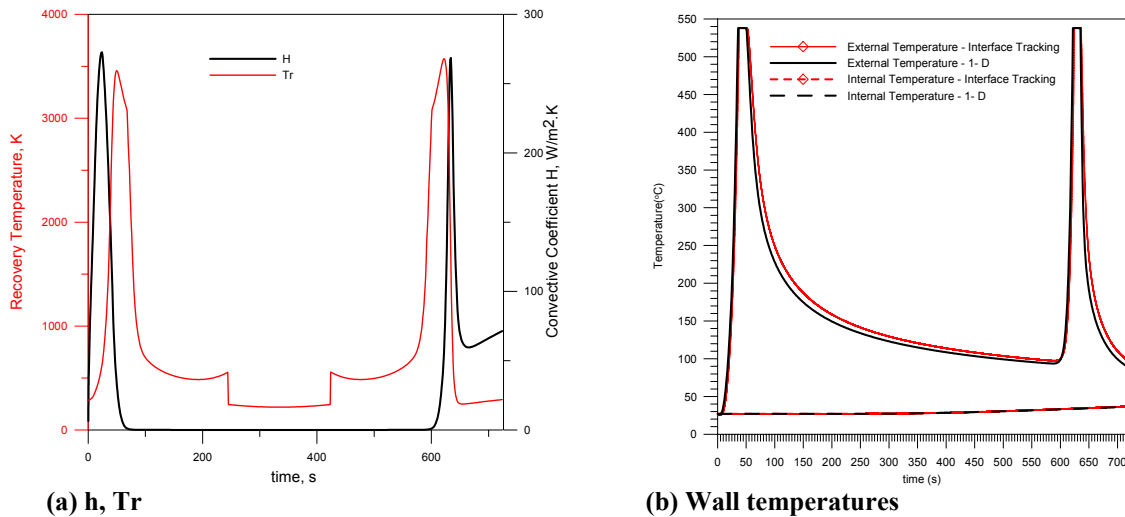 4000
3000
2000
1000
0
Recovery Temperature, K
H
Tr
300
200
100
0
Convective Coefficient H, W/m².K
0
200
400
600
time, s
(a) h, Tr
550
500
450
400
350
300
250
200
150
100
50
0
Temperature(ºC)
External Temperature - Interface Tracking
External Temperature - 1- D
Internal Temperature - Interface Tracking
Internal Temperature - 1- D
0 50 100 150 200 250 300 350 400 450 500 550 600 650 700
time (s)
(b) Wall temperatures